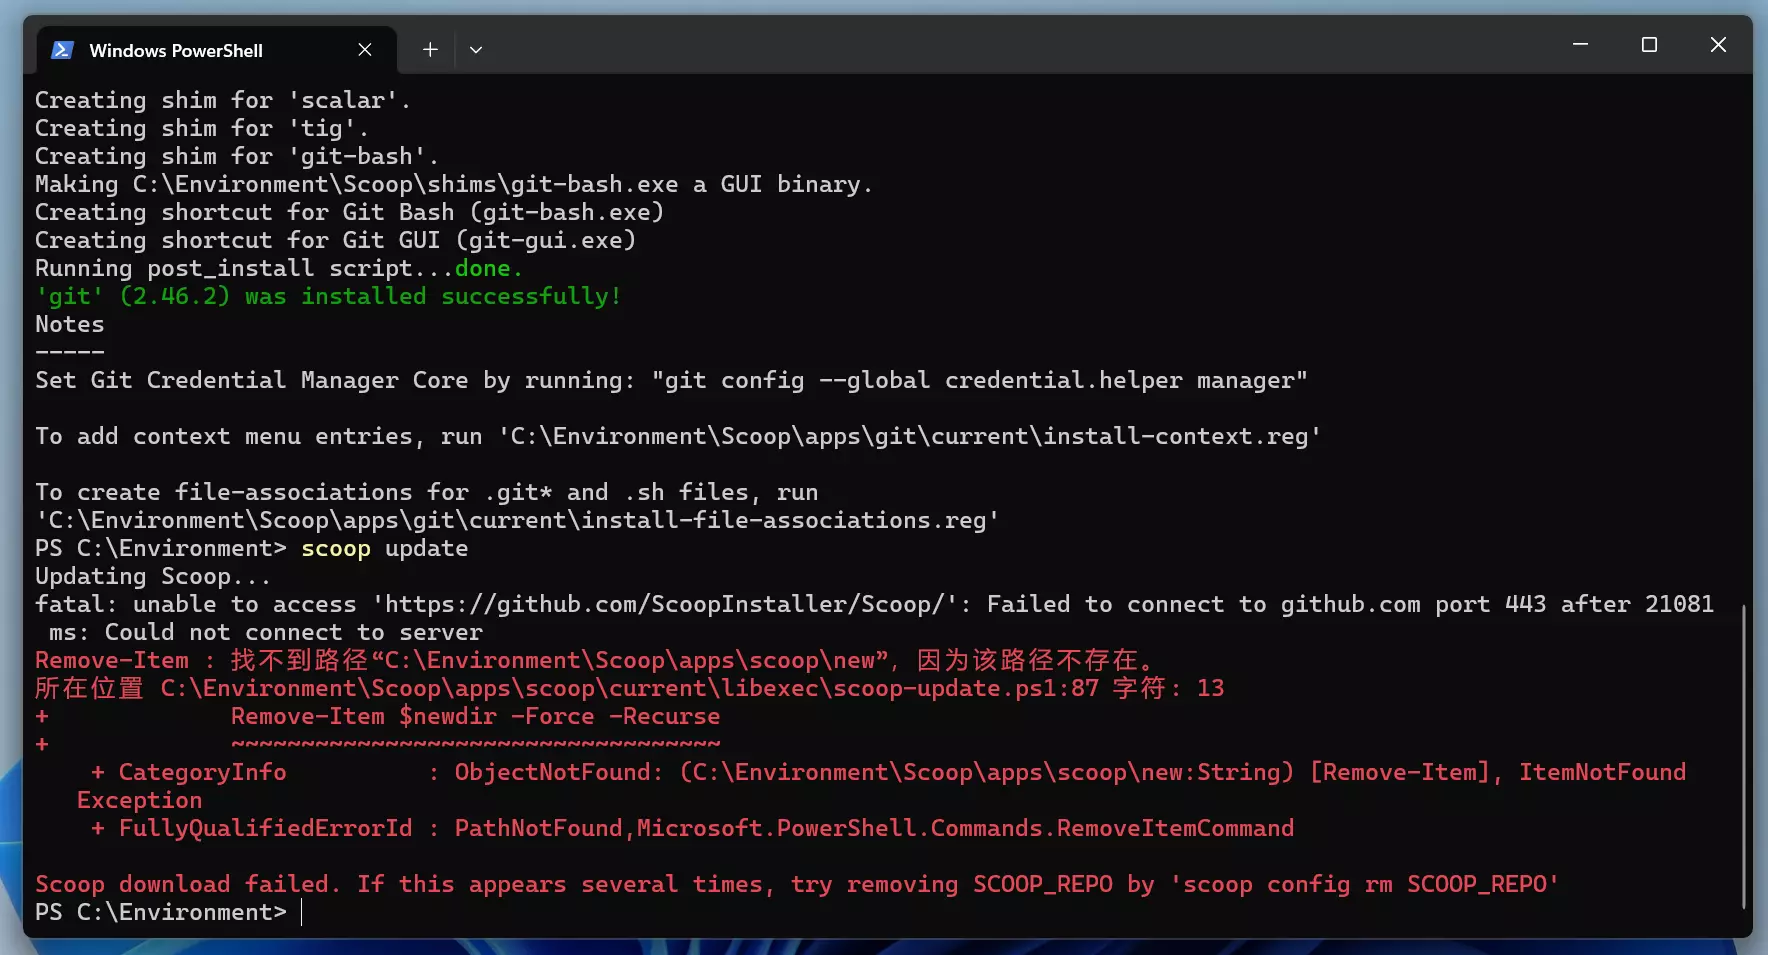 Windows PowerShell
Creating shim for 'scalar'.
Creating shim for 'tig'.
Creating shim for 'git-bash'.
Making C:\Environment\Scoop\shims\git-bash.exe a GUI binary.
Creating shortcut for Git Bash (git-bash.exe)
Creating shortcut for Git GUI (git-gui.exe)
Running post_install script...done.
'git' (2.46.2) was installed successfully!
Notes
-----
Set Git Credential Manager Core by running: "git config --global credential.helper manager"
To add context menu entries, run 'C:\Environment\Scoop\apps\git\current\install-context.reg'
To create file-associations for .git* and .sh files, run
'C:\Environment\Scoop\apps\git\current\install-file-associations.reg'
PS C:\Environment> scoop update
Updating Scoop...
fatal: unable to access 'https://github.com/ScoopInstaller/Scoop/': Failed to connect to github.com port 443 after 21081
ms: Could not connect to server
Remove-Item : 找不到路径“C:\Environment\Scoop\apps\scoop\new”，因为该路径不存在。
所在位置 C:\Environment\Scoop\apps\scoop\current\libexec\scoop-update.ps1:87 字符: 13
+             Remove-Item $newdir -Force -Recurse
+             ~~~~~~~~~~~~~~~~~~~~~~~~~~~~~~~~~~~
+ CategoryInfo          : ObjectNotFound: (C:\Environment\Scoop\apps\scoop\new:String) [Remove-Item], ItemNotFound
Exception
+ FullyQualifiedErrorId : PathNotFound,Microsoft.PowerShell.Commands.RemoveItemCommand
Scoop download failed. If this appears several times, try removing SCOOP_REPO by 'scoop config rm SCOOP_REPO'
PS C:\Environment>